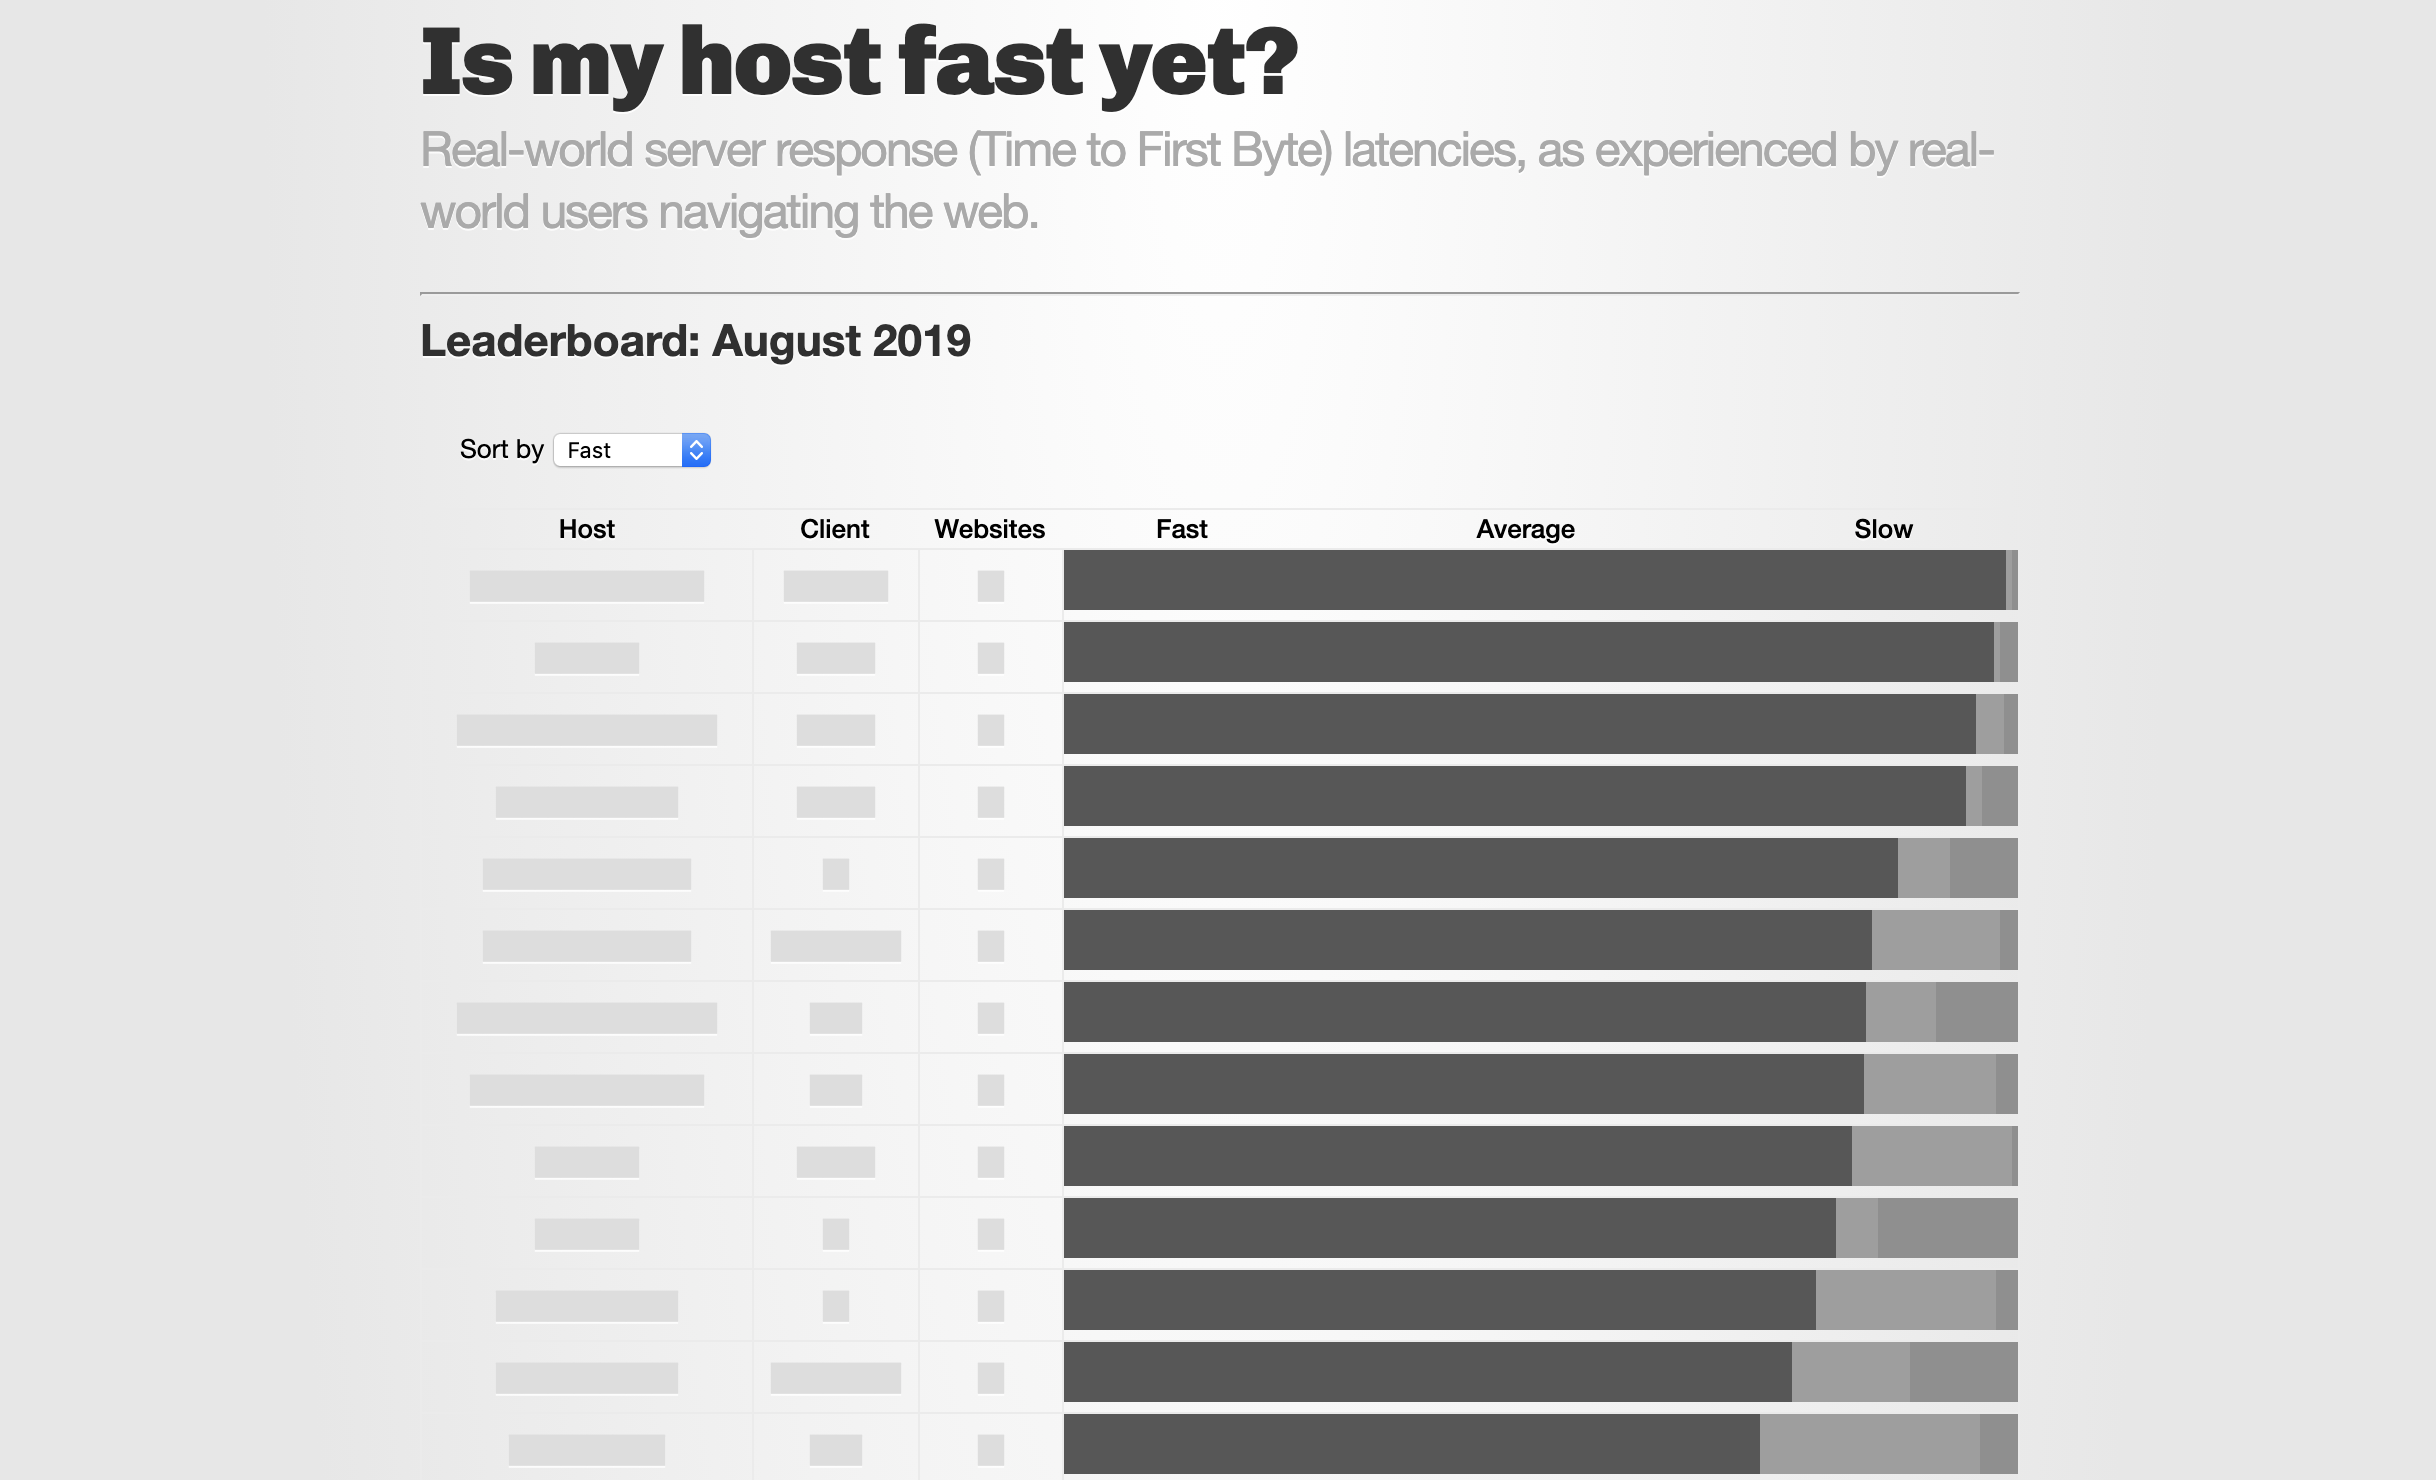 Is my host fast yet?
Real-world server response (Time to First Byte) latencies, as experienced by real-
world users navigating the web.
Leaderboard: August 2019
Sort by Fast
Host Client Websites Fast Average Slow